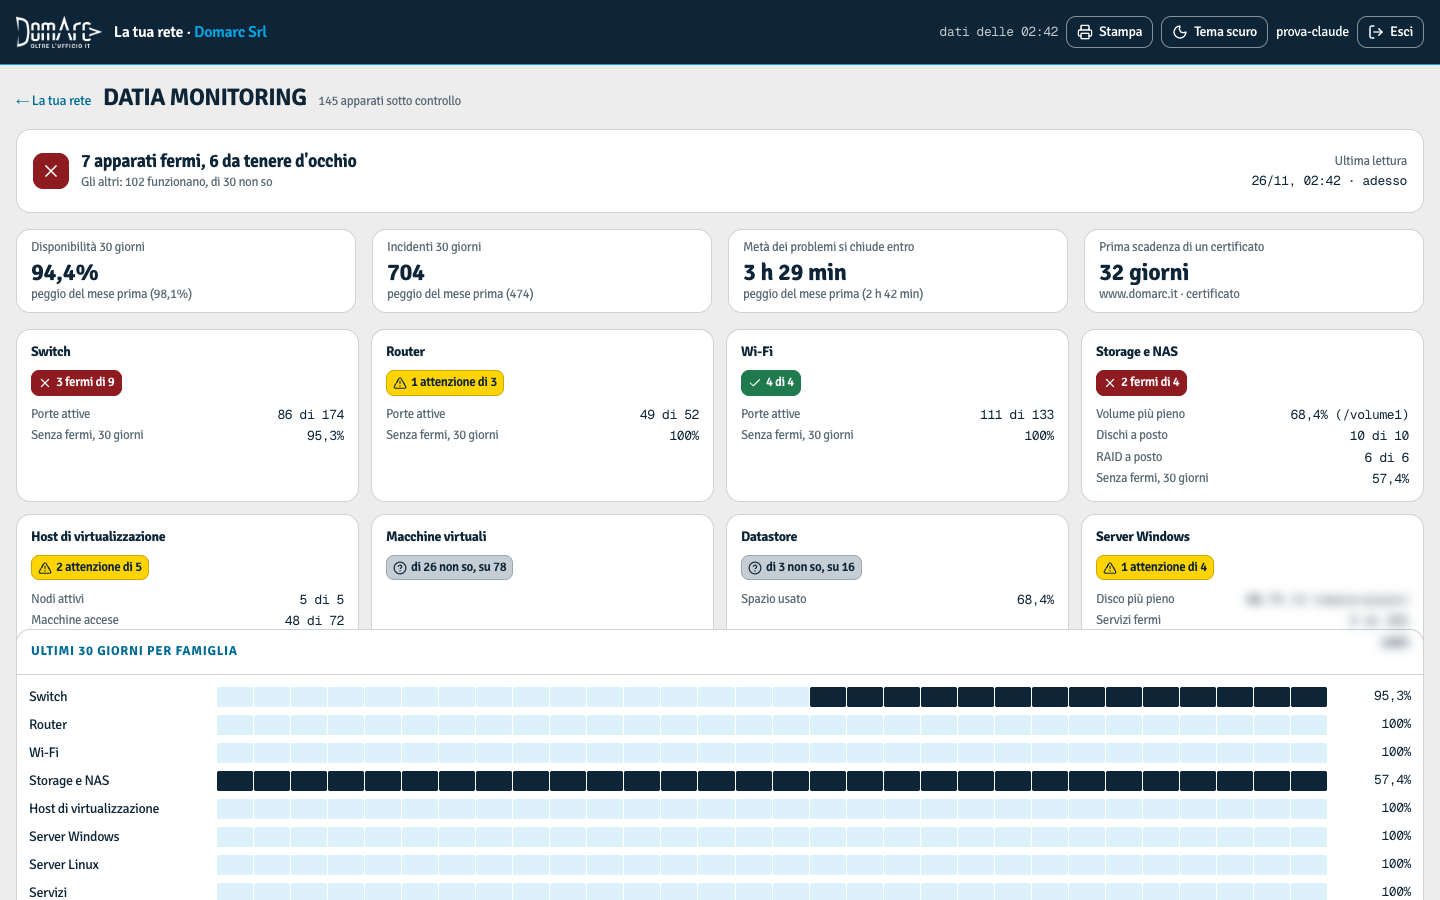 DomArc
OLTRE L'UFFICIO IT
La tua rete · Domarc Srl
dati delle 02:42
Stampa
Tema scuro
prova-claude
Esci
← La tua rete
DATIA MONITORING
145 apparati sotto controllo
7 apparati fermi, 6 da tenere d'occhio
Gli altri: 102 funzionano, di 30 non so
Ultima lettura
26/11, 02:42 · adesso
Disponibilità 30 giorni
94,4%
peggio del mese prima (98,1%)
Incidenti 30 giorni
704
peggio del mese prima (474)
Metà dei problemi si chiude entro
3 h 29 min
peggio del mese prima (2 h 42 min)
Prima scadenza di un certificato
32 giorni
www.domarc.it · certificato
Switch
3 fermi di 9
Porte attive 86 di 174
Senza fermi, 30 giorni 95,3%
Router
1 attenzione di 3
Porte attive 49 di 52
Senza fermi, 30 giorni 100%
Wi-Fi
4 di 4
Porte attive 111 di 133
Senza fermi, 30 giorni 100%
Storage e NAS
2 fermi di 4
Volume più pieno 68,4% (/volume1)
Dischi a posto 10 di 10
RAID a posto 6 di 6
Senza fermi, 30 giorni 57,4%
Host di virtualizzazione
2 attenzione di 5
Nodi attivi 5 di 5
Macchine accese 48 di 72
Macchine virtuali
di 26 non so, su 78
Datastore
di 3 non so, su 16
Spazio usato 68,4%
Server Windows
1 attenzione di 4
Disco più pieno
Servizi fermi
ULTIMI 30 GIORNI PER FAMIGLIA
Switch 95,3%
Router 100%
Wi-Fi 100%
Storage e NAS 57,4%
Host di virtualizzazione 100%
Server Windows 100%
Server Linux 100%
Servizi 100%